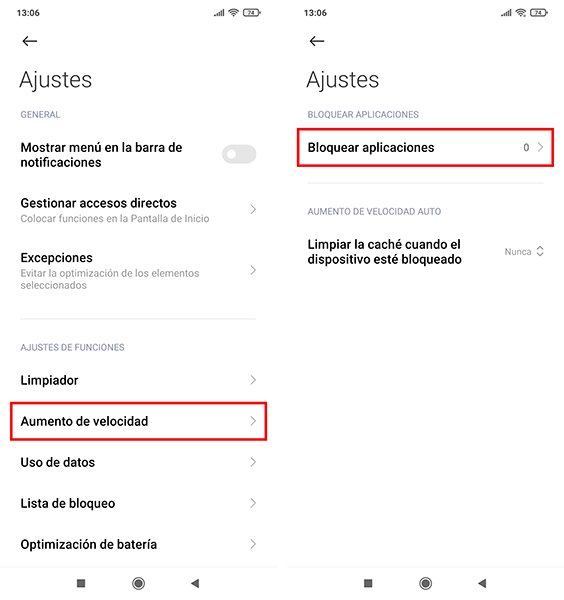 13:06
74
Ajustes
GENERAL
Mostrar menú en la barra de
notificaciones
Gestionar accesos directos
Colocar funciones en la Pantalla de Inicio
Excepciones
Evitar la optimización de los elementos
seleccionados
AJUSTES DE FUNCIONES
Limpiador
Aumento de velocidad
Uso de datos
Lista de bloqueo
Optimización de batería
13:06
74
Ajustes
BLOQUEAR APLICACIONES
Bloquear aplicaciones 0
AUMENTO DE VELOCIDAD AUTO
Limpiar la caché cuando el
dispositivo esté bloqueado
Nunca